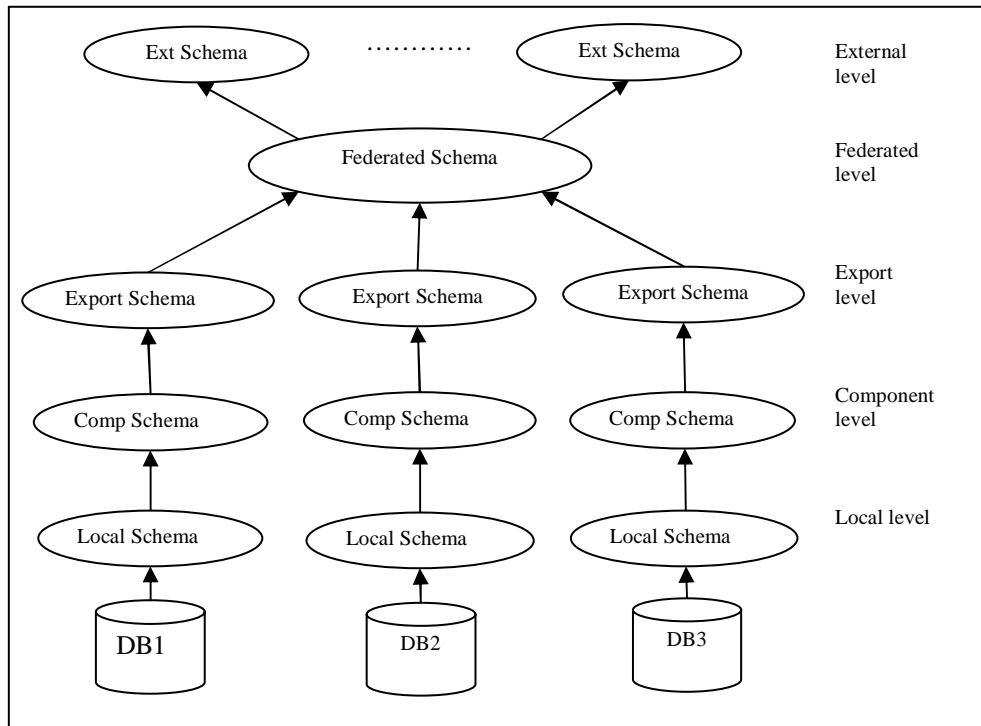 Ext Schema
…………
Ext Schema
External
level
Federated Schema
Federated
level
Export Schema
Export Schema
Export Schema
Export
level
Comp Schema
Comp Schema
Comp Schema
Component
level
Local Schema
Local Schema
Local Schema
Local level
DB1
DB2
DB3